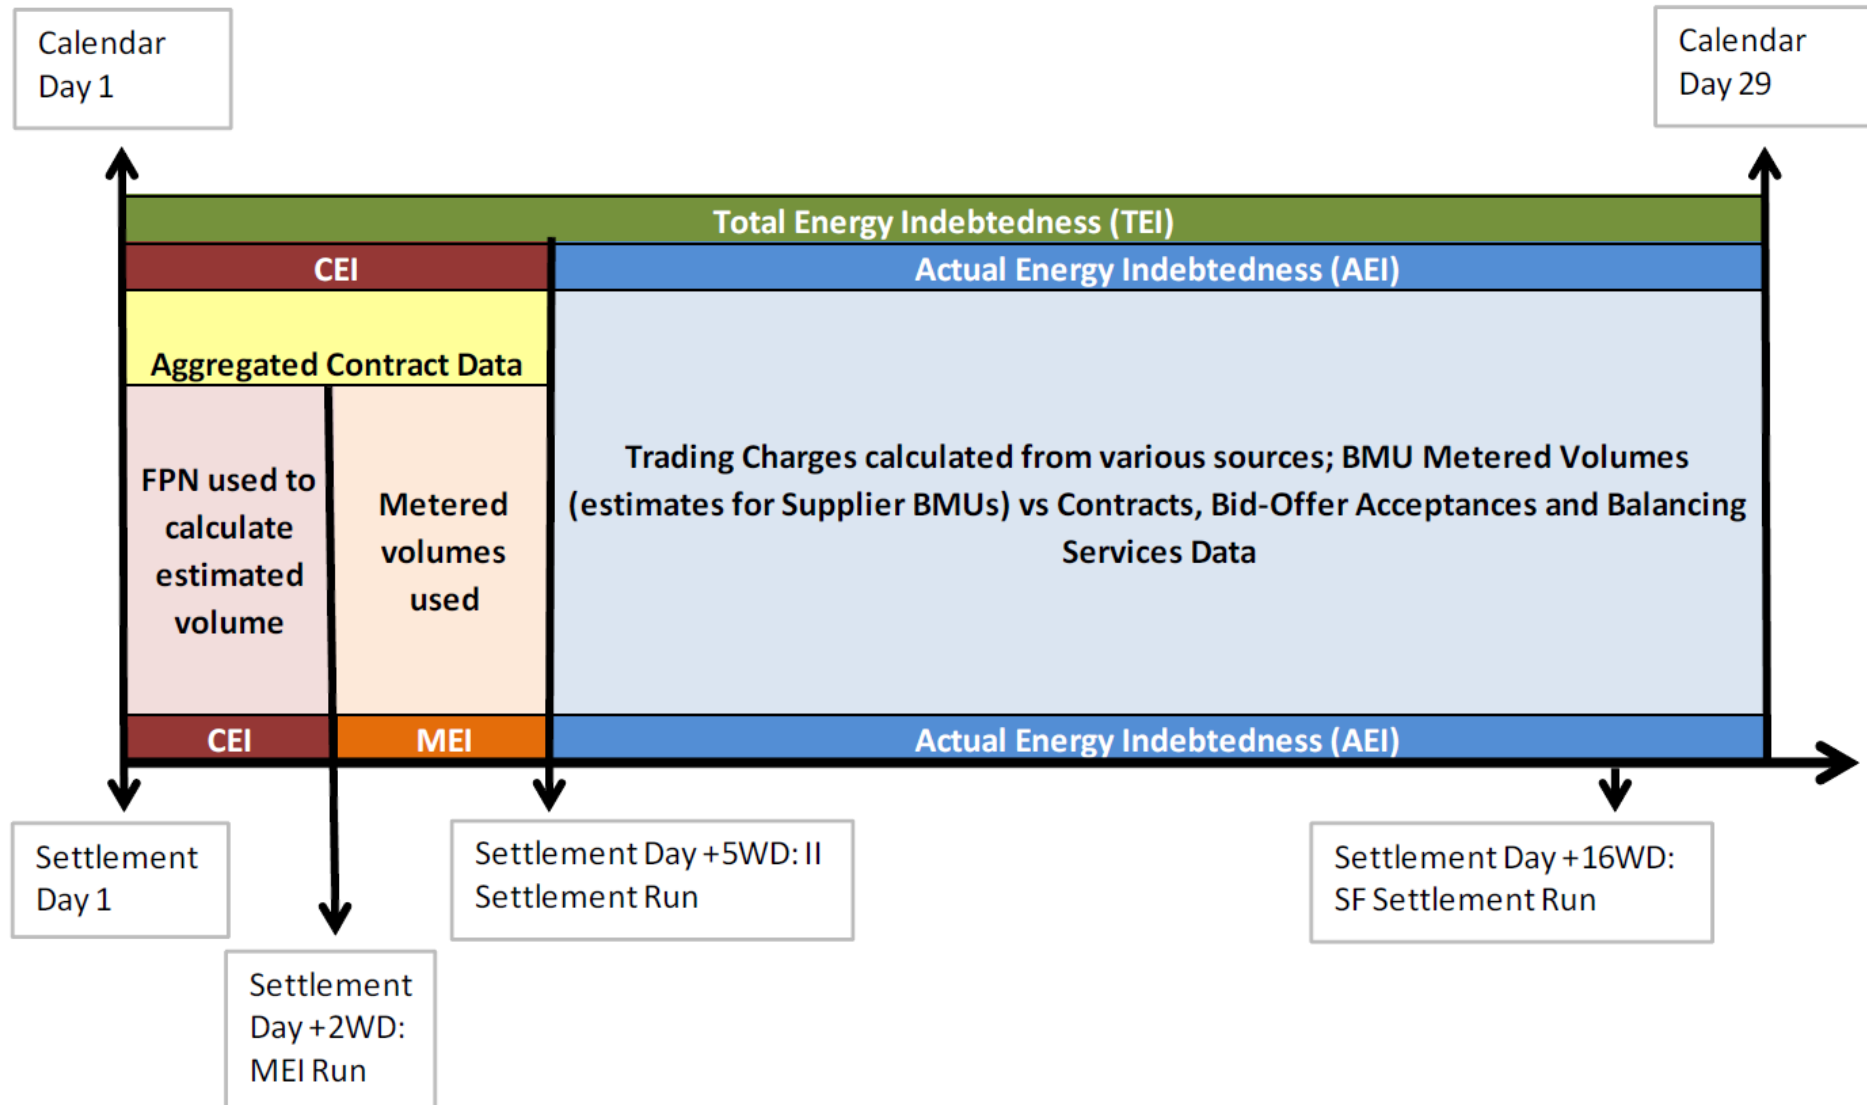 Calendar
Day 1
Calendar
Day 29
Total Energy Indebtedness (TEI)
CEI
Actual Energy Indebtedness (AEI)
Aggregated Contract Data
FPN used to
calculate
estimated
volume
Metered
volumes
used
Trading Charges calculated from various sources; BMU Metered Volumes
(estimates for Supplier BMUs) vs Contracts, Bid-Offer Acceptances and Balancing
Services Data
CEI
MEI
Actual Energy Indebtedness (AEI)
Settlement
Day 1
Settlement Day +5WD: II
Settlement Run
Settlement Day +16WD:
SF Settlement Run
Settlement
Day +2WD:
MEI Run